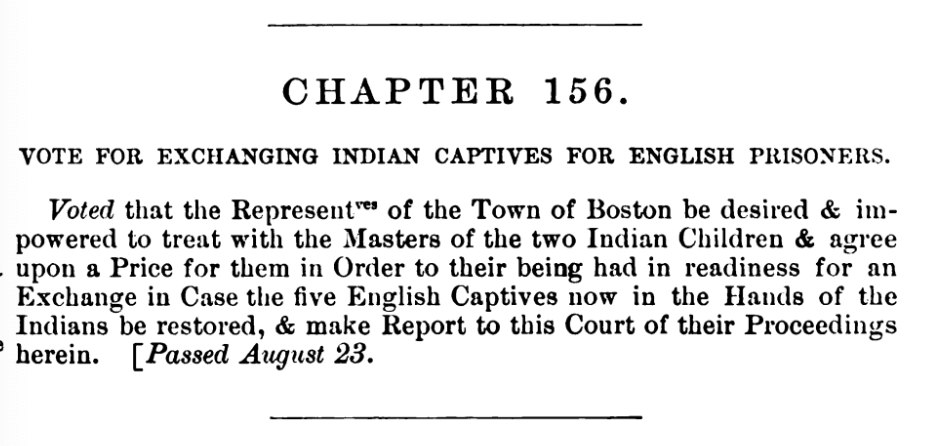 CHAPTER 156.
VOTE FOR EXCHANGING INDIAN CAPTIVES FOR ENGLISH PRISONERS.
Voted that the Representves of the Town of Boston be desired & im-
powered to treat with the Masters of the two Indian Children & agree
upon a Price for them in Order to their being had in readiness for an
Exchange in Case the five English Captives now in the Hands of the
Indians be restored, & make Report to this Court of their Proceedings
herein. [Passed August 23.